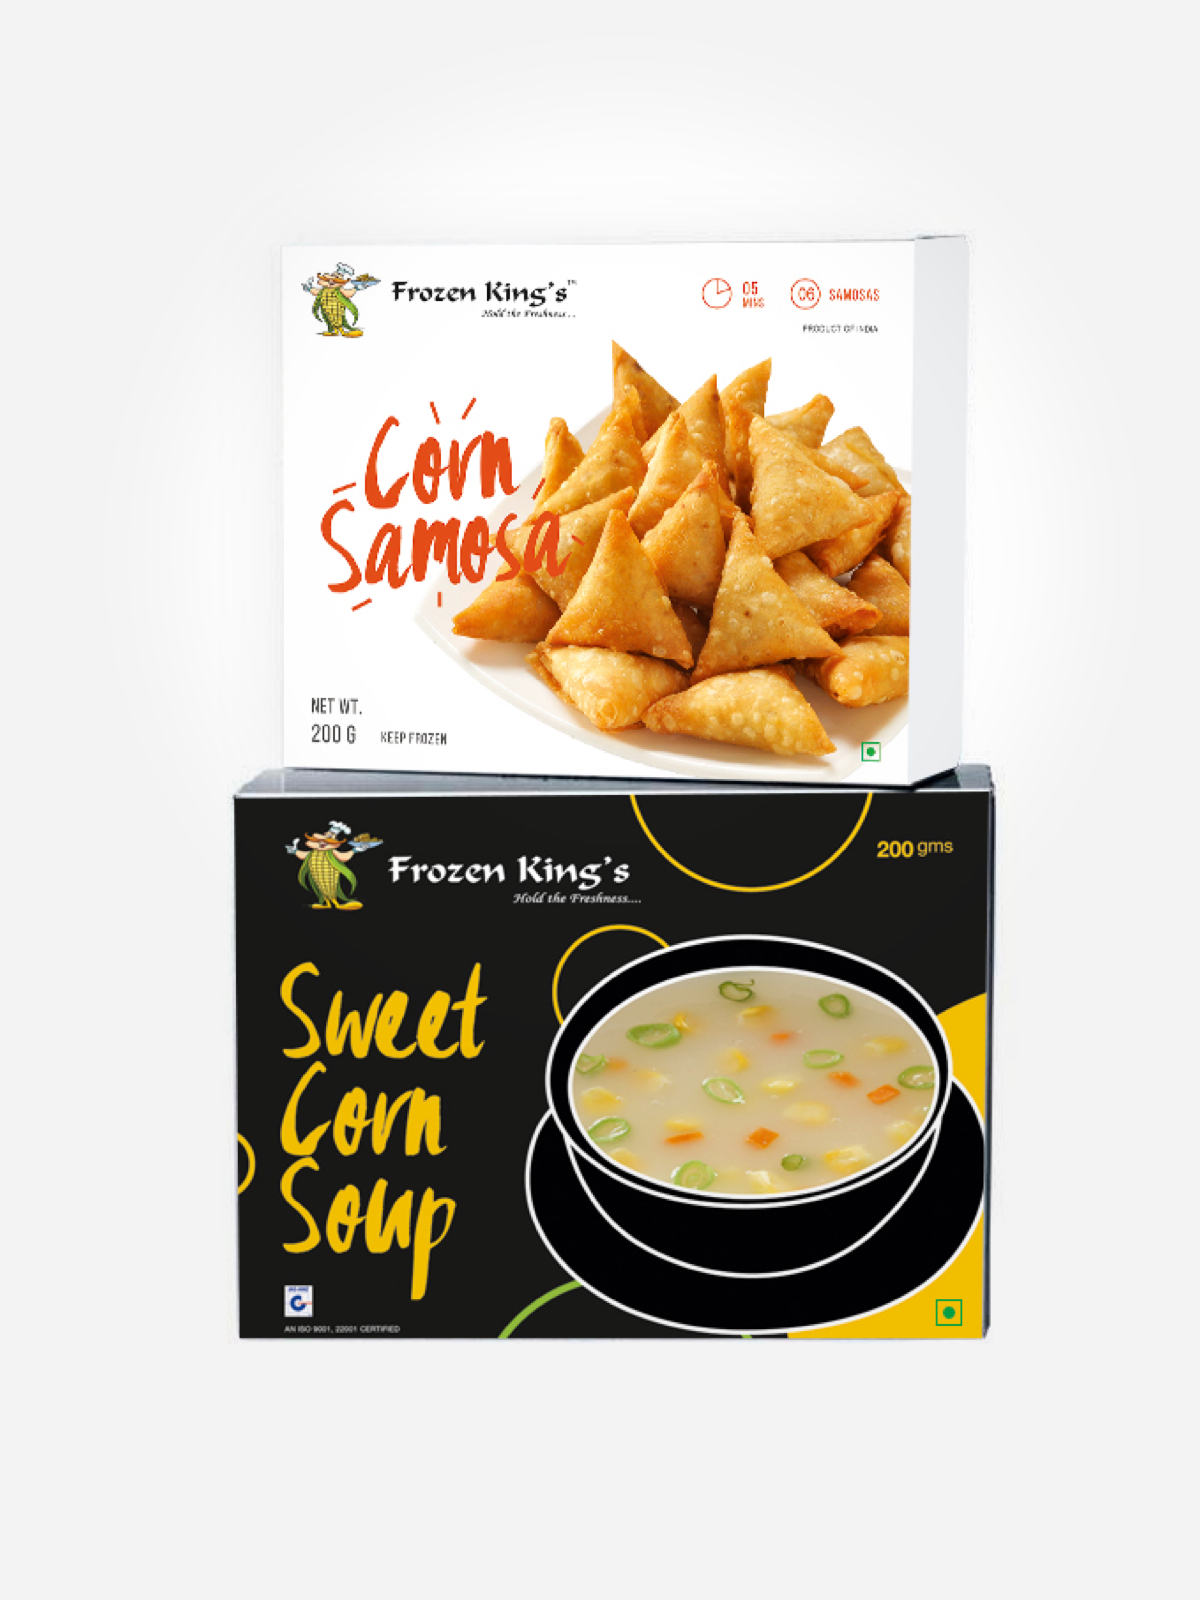 Frozen King's™
Hold the Freshness...
05
MINS
06
SAMOSAS
PRODUCT OF INDIA
Corn
Samosa
NET WT.
200 G
KEEP FROZEN
Frozen King's
Hold the Freshness....
200 gms
Sweet
Corn
Soup
AN ISO 9001, 22001 CERTIFIED